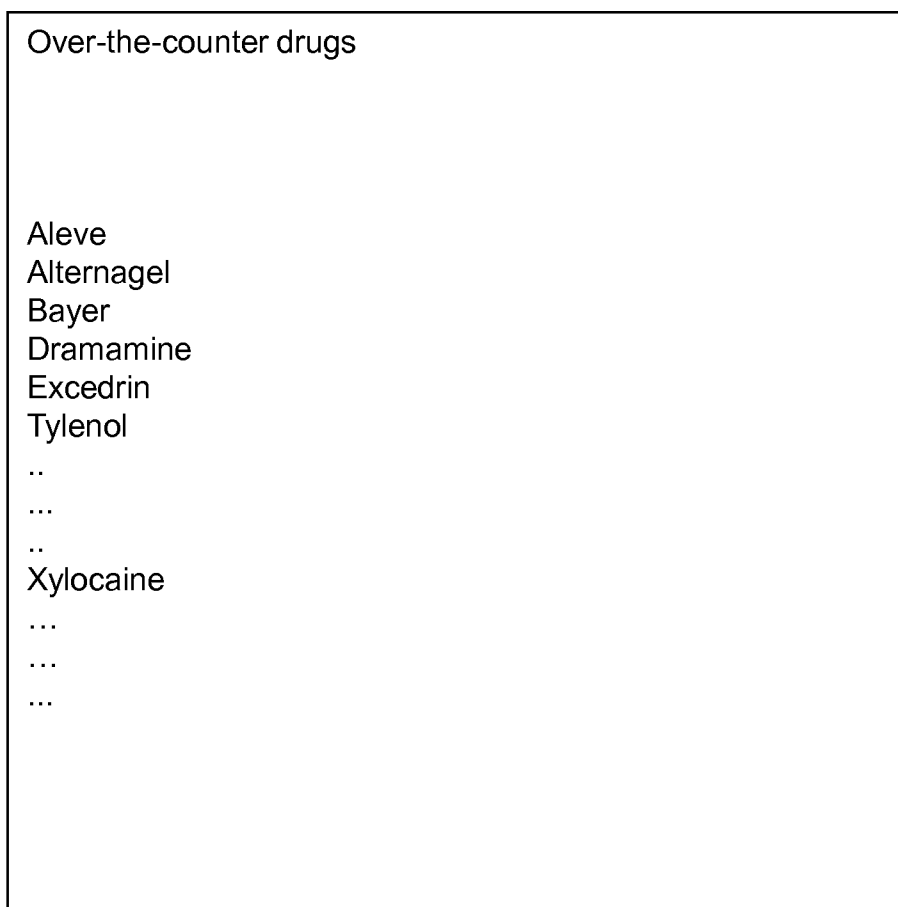 Over-the-counter drugs
Aleve
Alternagel
Bayer
Dramamine
Excedrin
Tylenol
..
...
..
Xylocaine
…
…
...